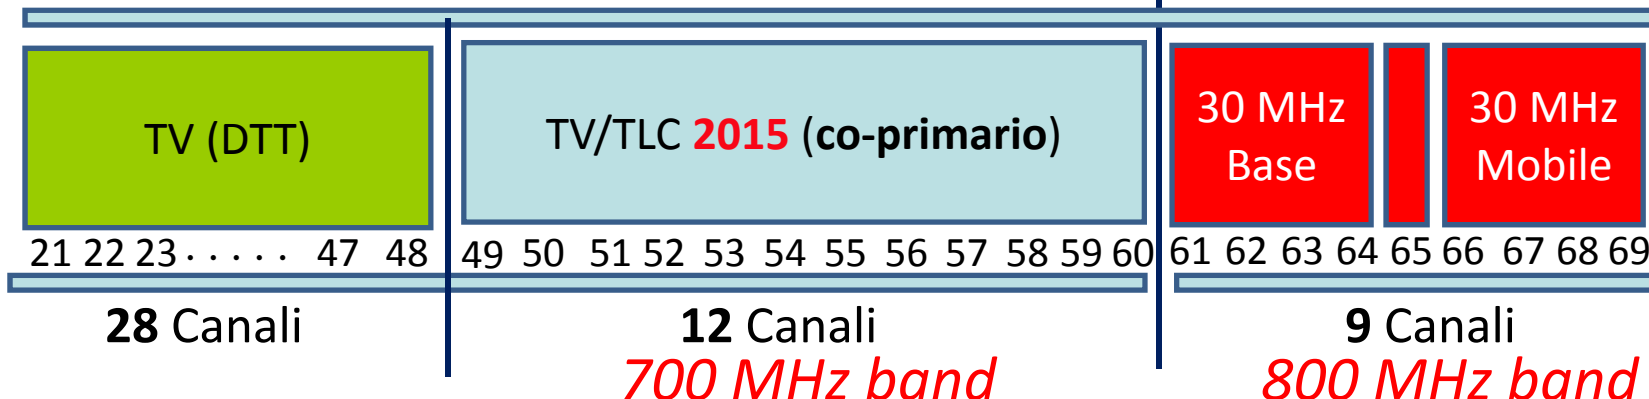 TV (DTT)
TV/TLC 2015 (co-primario)
30 MHz
Base
30 MHz
Mobile
21 22 23 . . . . . 47 48 49 50 51 52 53 54 55 56 57 58 59 60 61 62 63 64 65 66 67 68 69
28 Canali
12 Canali
9 Canali
700 MHz band
800 MHz band